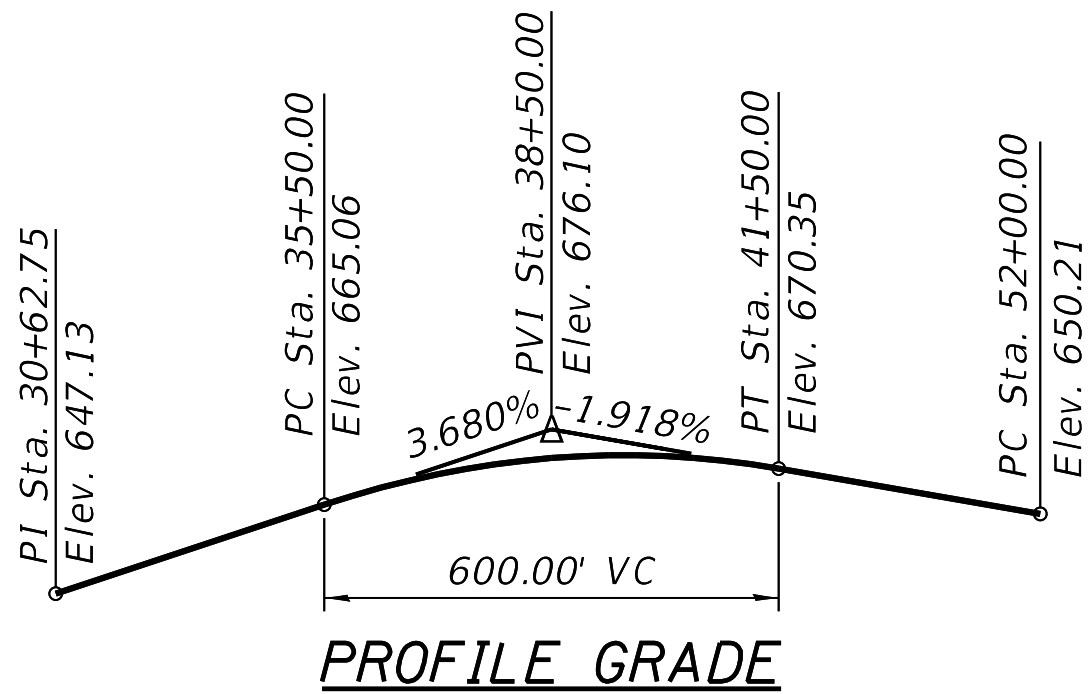 PI Sta. 30+62.75
Elev. 647.13
PC Sta. 35+50.00
Elev. 665.06
PVI Sta. 38+50.00
Elev. 676.10
PT Sta. 41+50.00
Elev. 670.35
PC Sta. 52+00.00
Elev. 650.21
3.680%
-1.918%
600.00' VC
PROFILE GRADE